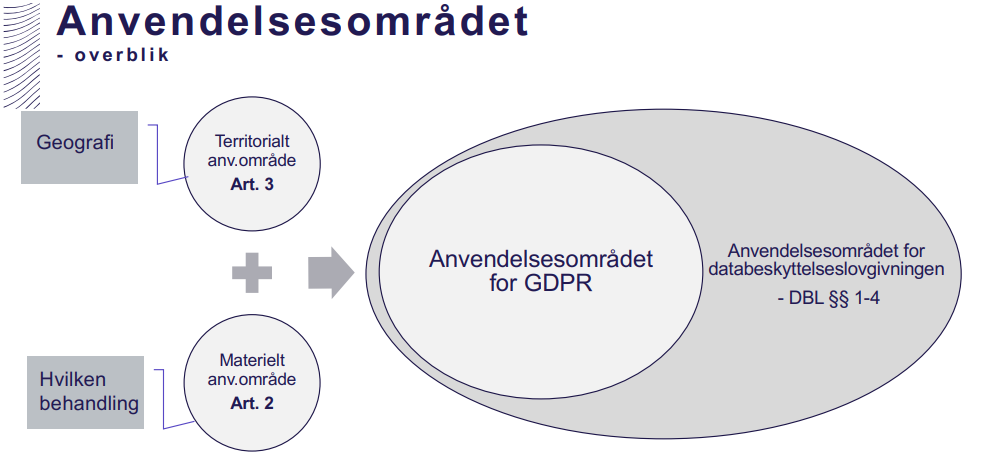 Anvendelsesområdet
- overblik
Geografi
Territorialt
anv.område
Art. 3
Anvendelsesområdet
for GDPR
Anvendelsesområdet for
databeskyttelseslovgivningen
- DBL §§ 1-4
Hvilken
behandling
Materielt
anv.område
Art. 2